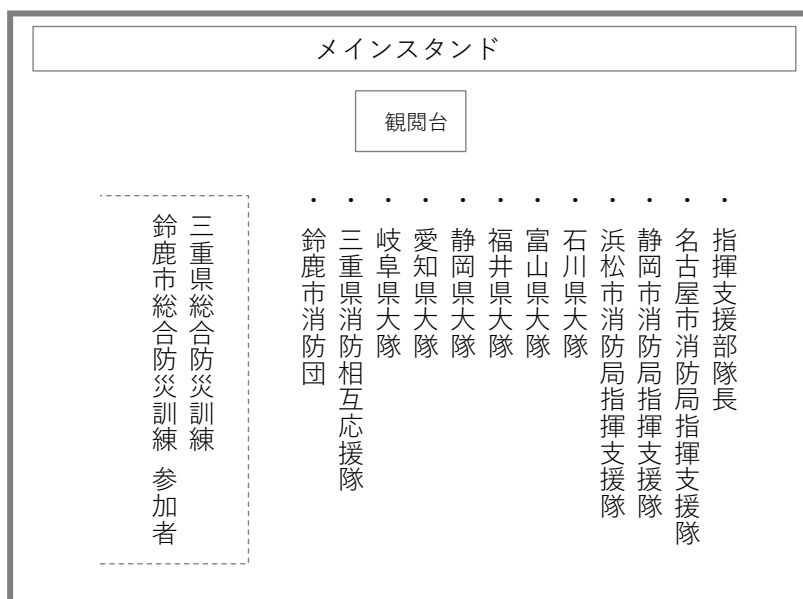 メインスタンド
観閲台
・指揮支援部隊長
・名古屋市消防局指揮支援隊
・静岡市消防局指揮支援隊
・浜松市消防局指揮支援隊
・石川県大隊
・富山県大隊
・福井県大隊
・静岡県大隊
・愛知県大隊
・岐阜県大隊
・三重県消防相互応援隊
・鈴鹿市消防団
三重県総合防災訓練
鈴鹿市総合防災訓練 参加者